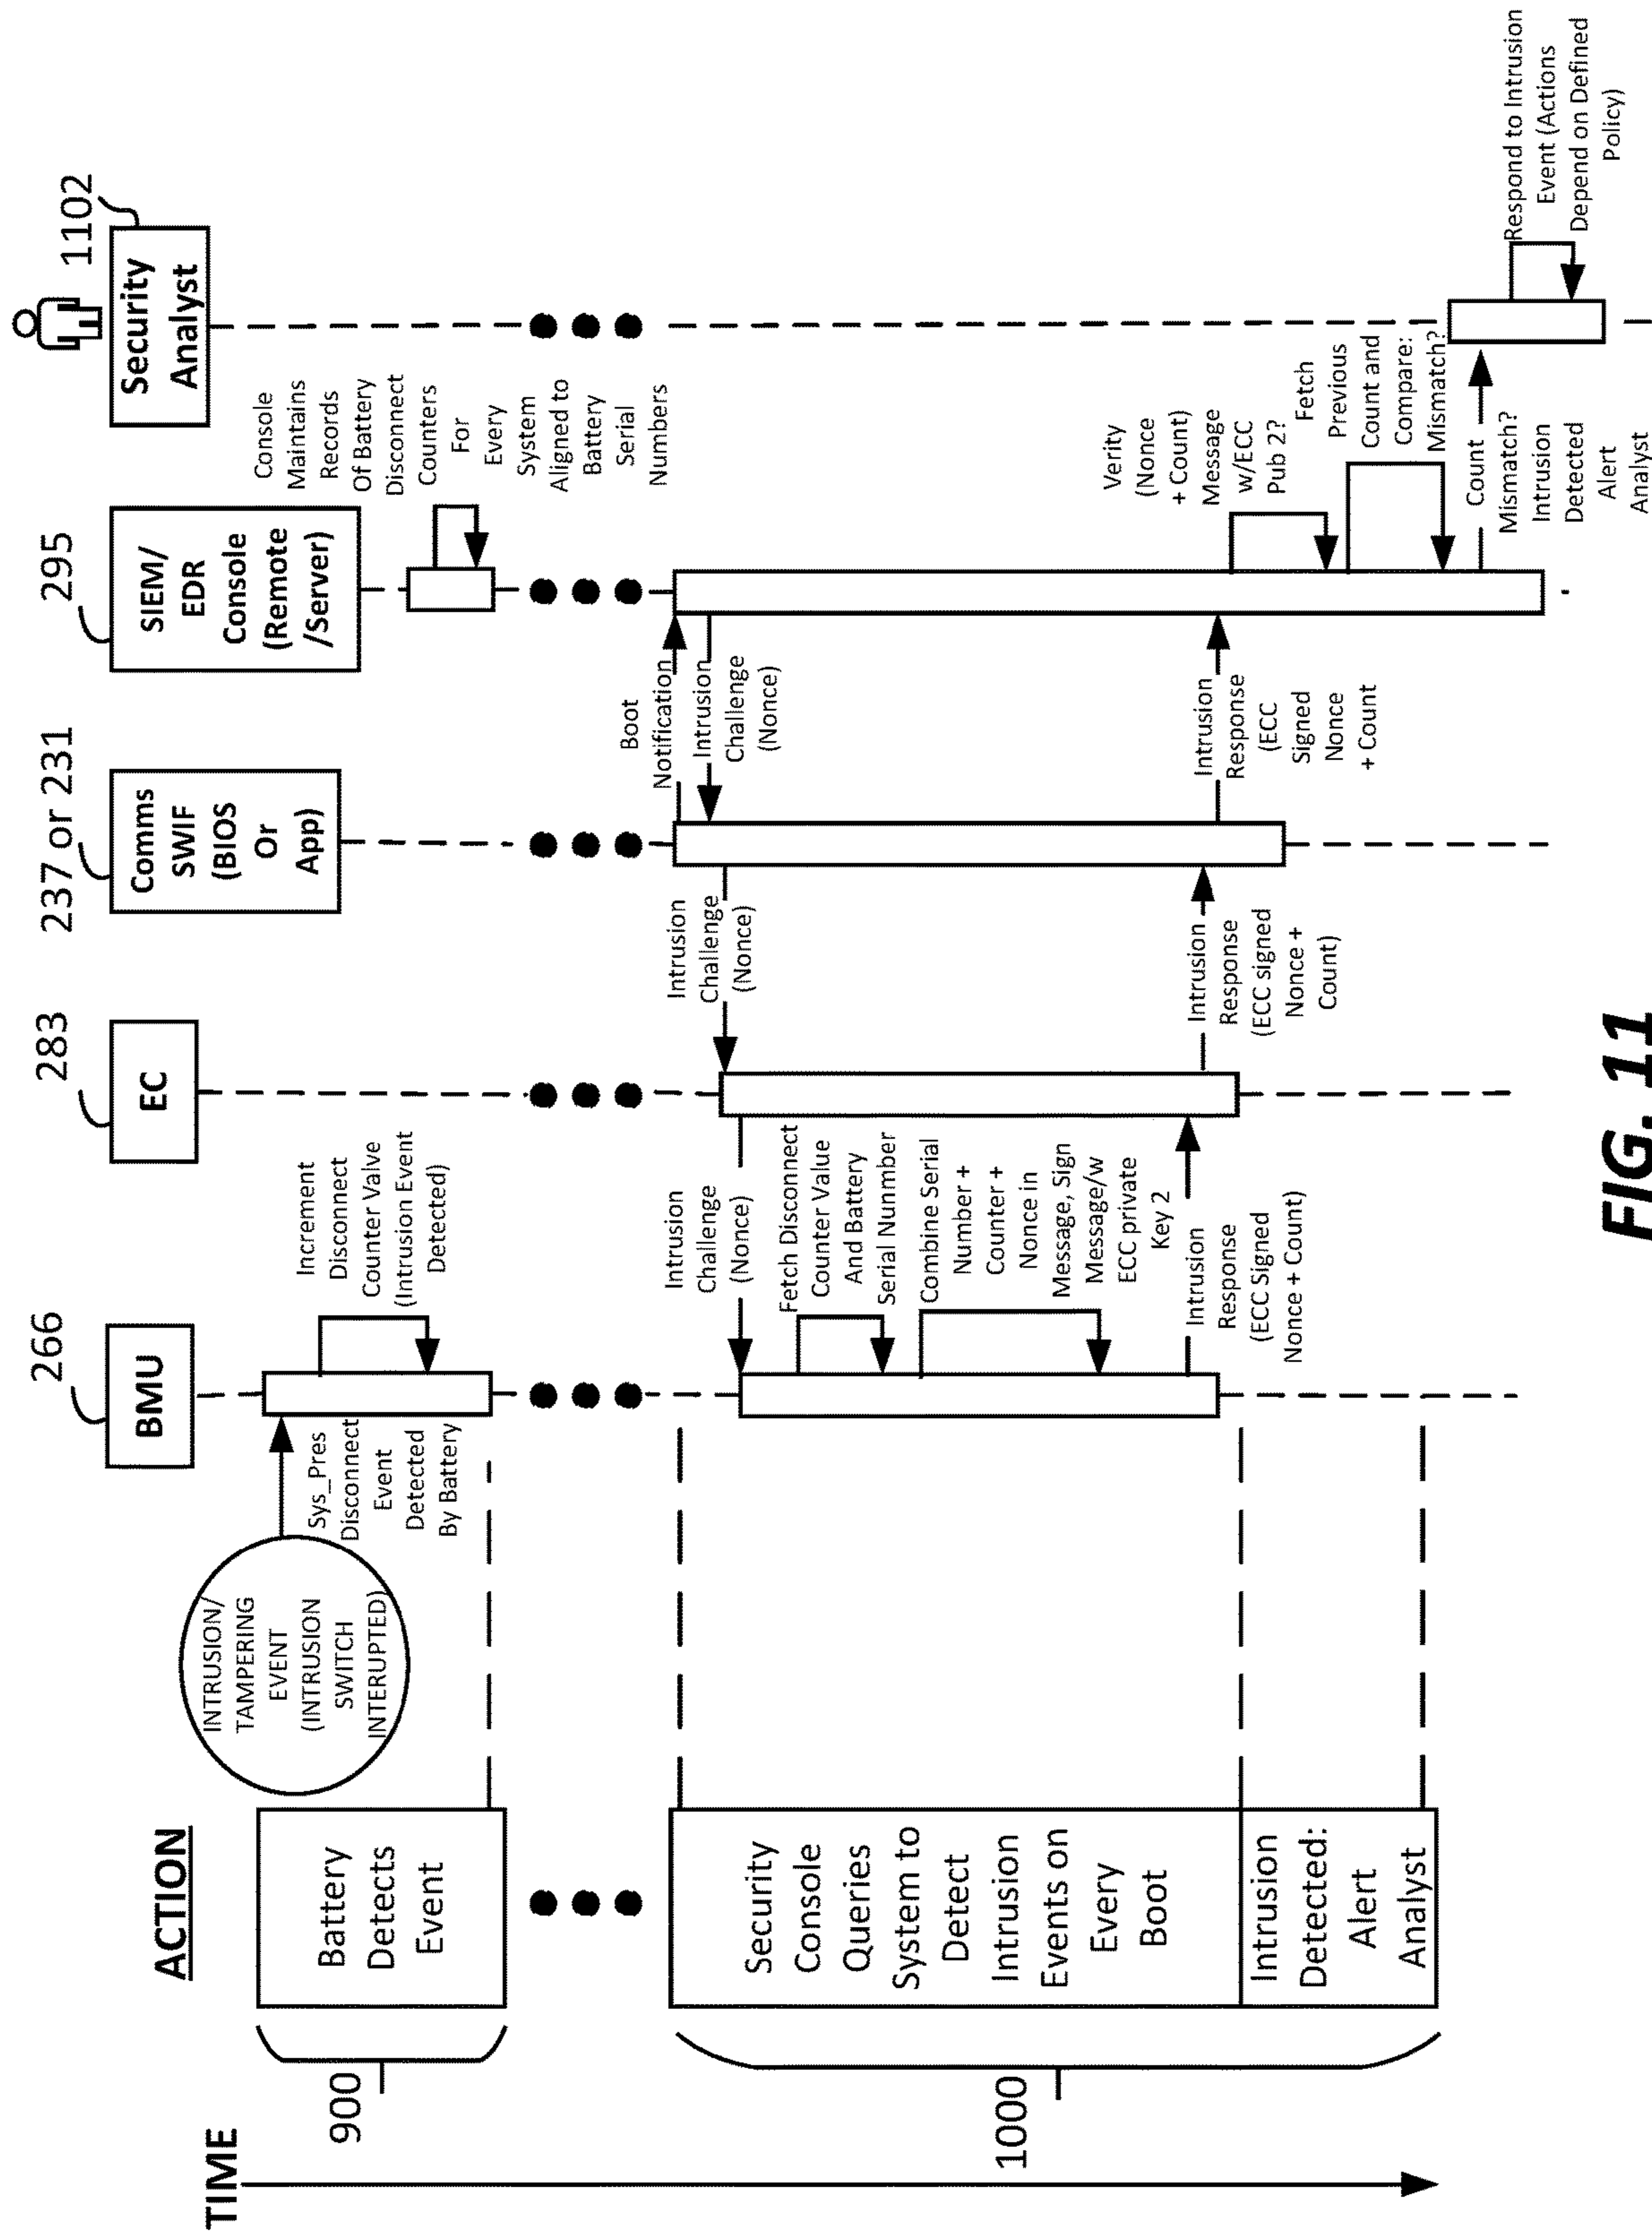 TIME
ACTION
900
Battery
Detects
Event
1000
Security
Console
Queries
System to
Detect
Intrusion
Events on
Every
Boot
Intrusion
Detected:
Alert
Analyst
INTRUSION/
TAMPERING
EVENT
(INTRUSION
SWITCH
INTERUPTED)
Sys_Pres
Disconnect
Event
Detected
By Battery
266
BMU
Increment
Disconnect
Counter Valve
(Intrusion Event
Detected)
Intrusion
Challenge
(Nonce)
Fetch Disconnect
Counter Value
And Battery
Serial Nunmber
Combine Serial
Number +
Counter +
Nonce in
Message, Sign
Message/w
ECC private
Key 2
Intrusion
Response
(ECC Signed
Nonce + Count)
283
EC
Intrusion
Challenge
(Nonce)
Intrusion
Response
(ECC signed
Nonce +
Count)
237 or 231
Comms
SWIF
(BIOS
Or
App)
Boot
Notification
Intrusion
Challenge
(Nonce)
Intrusion
Response
(ECC
Signed
Nonce
+ Count
295
SIEM/
EDR
Console
(Remote
/Server)
Console
Maintains
Records
Of Battery
Disconnect
Counters
For
Every
System
Aligned to
Battery
Serial
Numbers
Verity
(Nonce
+ Count)
Message
w/ECC
Pub 2?
Fetch
Previous
Count and
Compare:
Mismatch?
Count
Mismatch?
Intrusion
Detected
Alert
Analyst
1102
Security
Analyst
Respond to Intrusion
Event (Actions
Depend on Defined
Policy)
FIG. 11